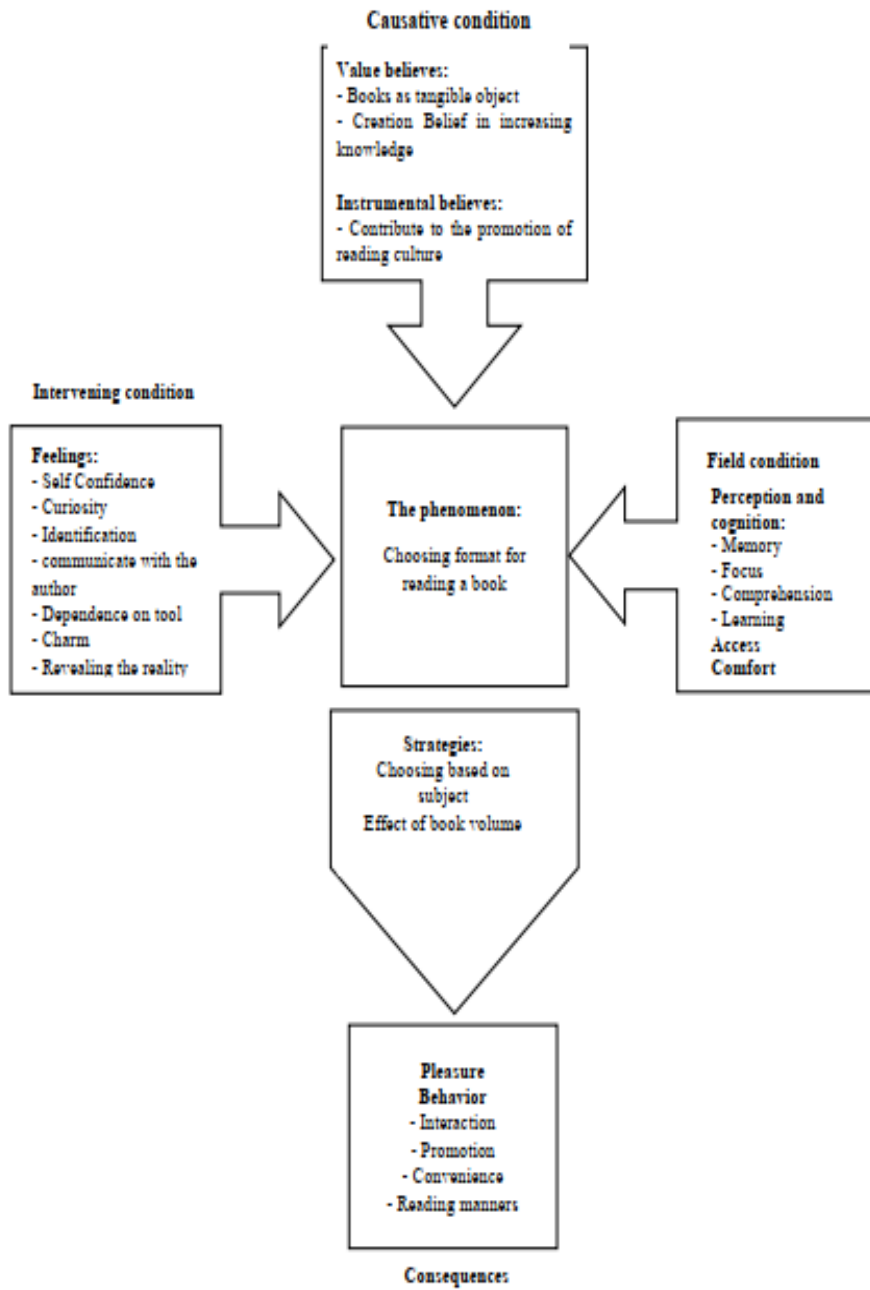 Causative condition
Value believes:
- Books as tangible object
- Creation Belief in increasing
knowledge
Instrumental believes:
- Contribute to the promotion of
reading culture
Intervening condition
Feelings:
- Self Confidence
- Curiosity
- Identification
- communicate with the
author
- Dependence on tool
- Charm
- Revealing the reality
The phenomenon:
Choosing format for
reading a book
Field condition
Perception and
cognition:
- Memory
- Focus
- Comprehension
- Learning
Access
Comfort
Strategies:
Choosing based on
subject
Effect of book volume
Pleasure
Behavior
- Interaction
- Promotion
- Convenience
- Reading manners
Consequences